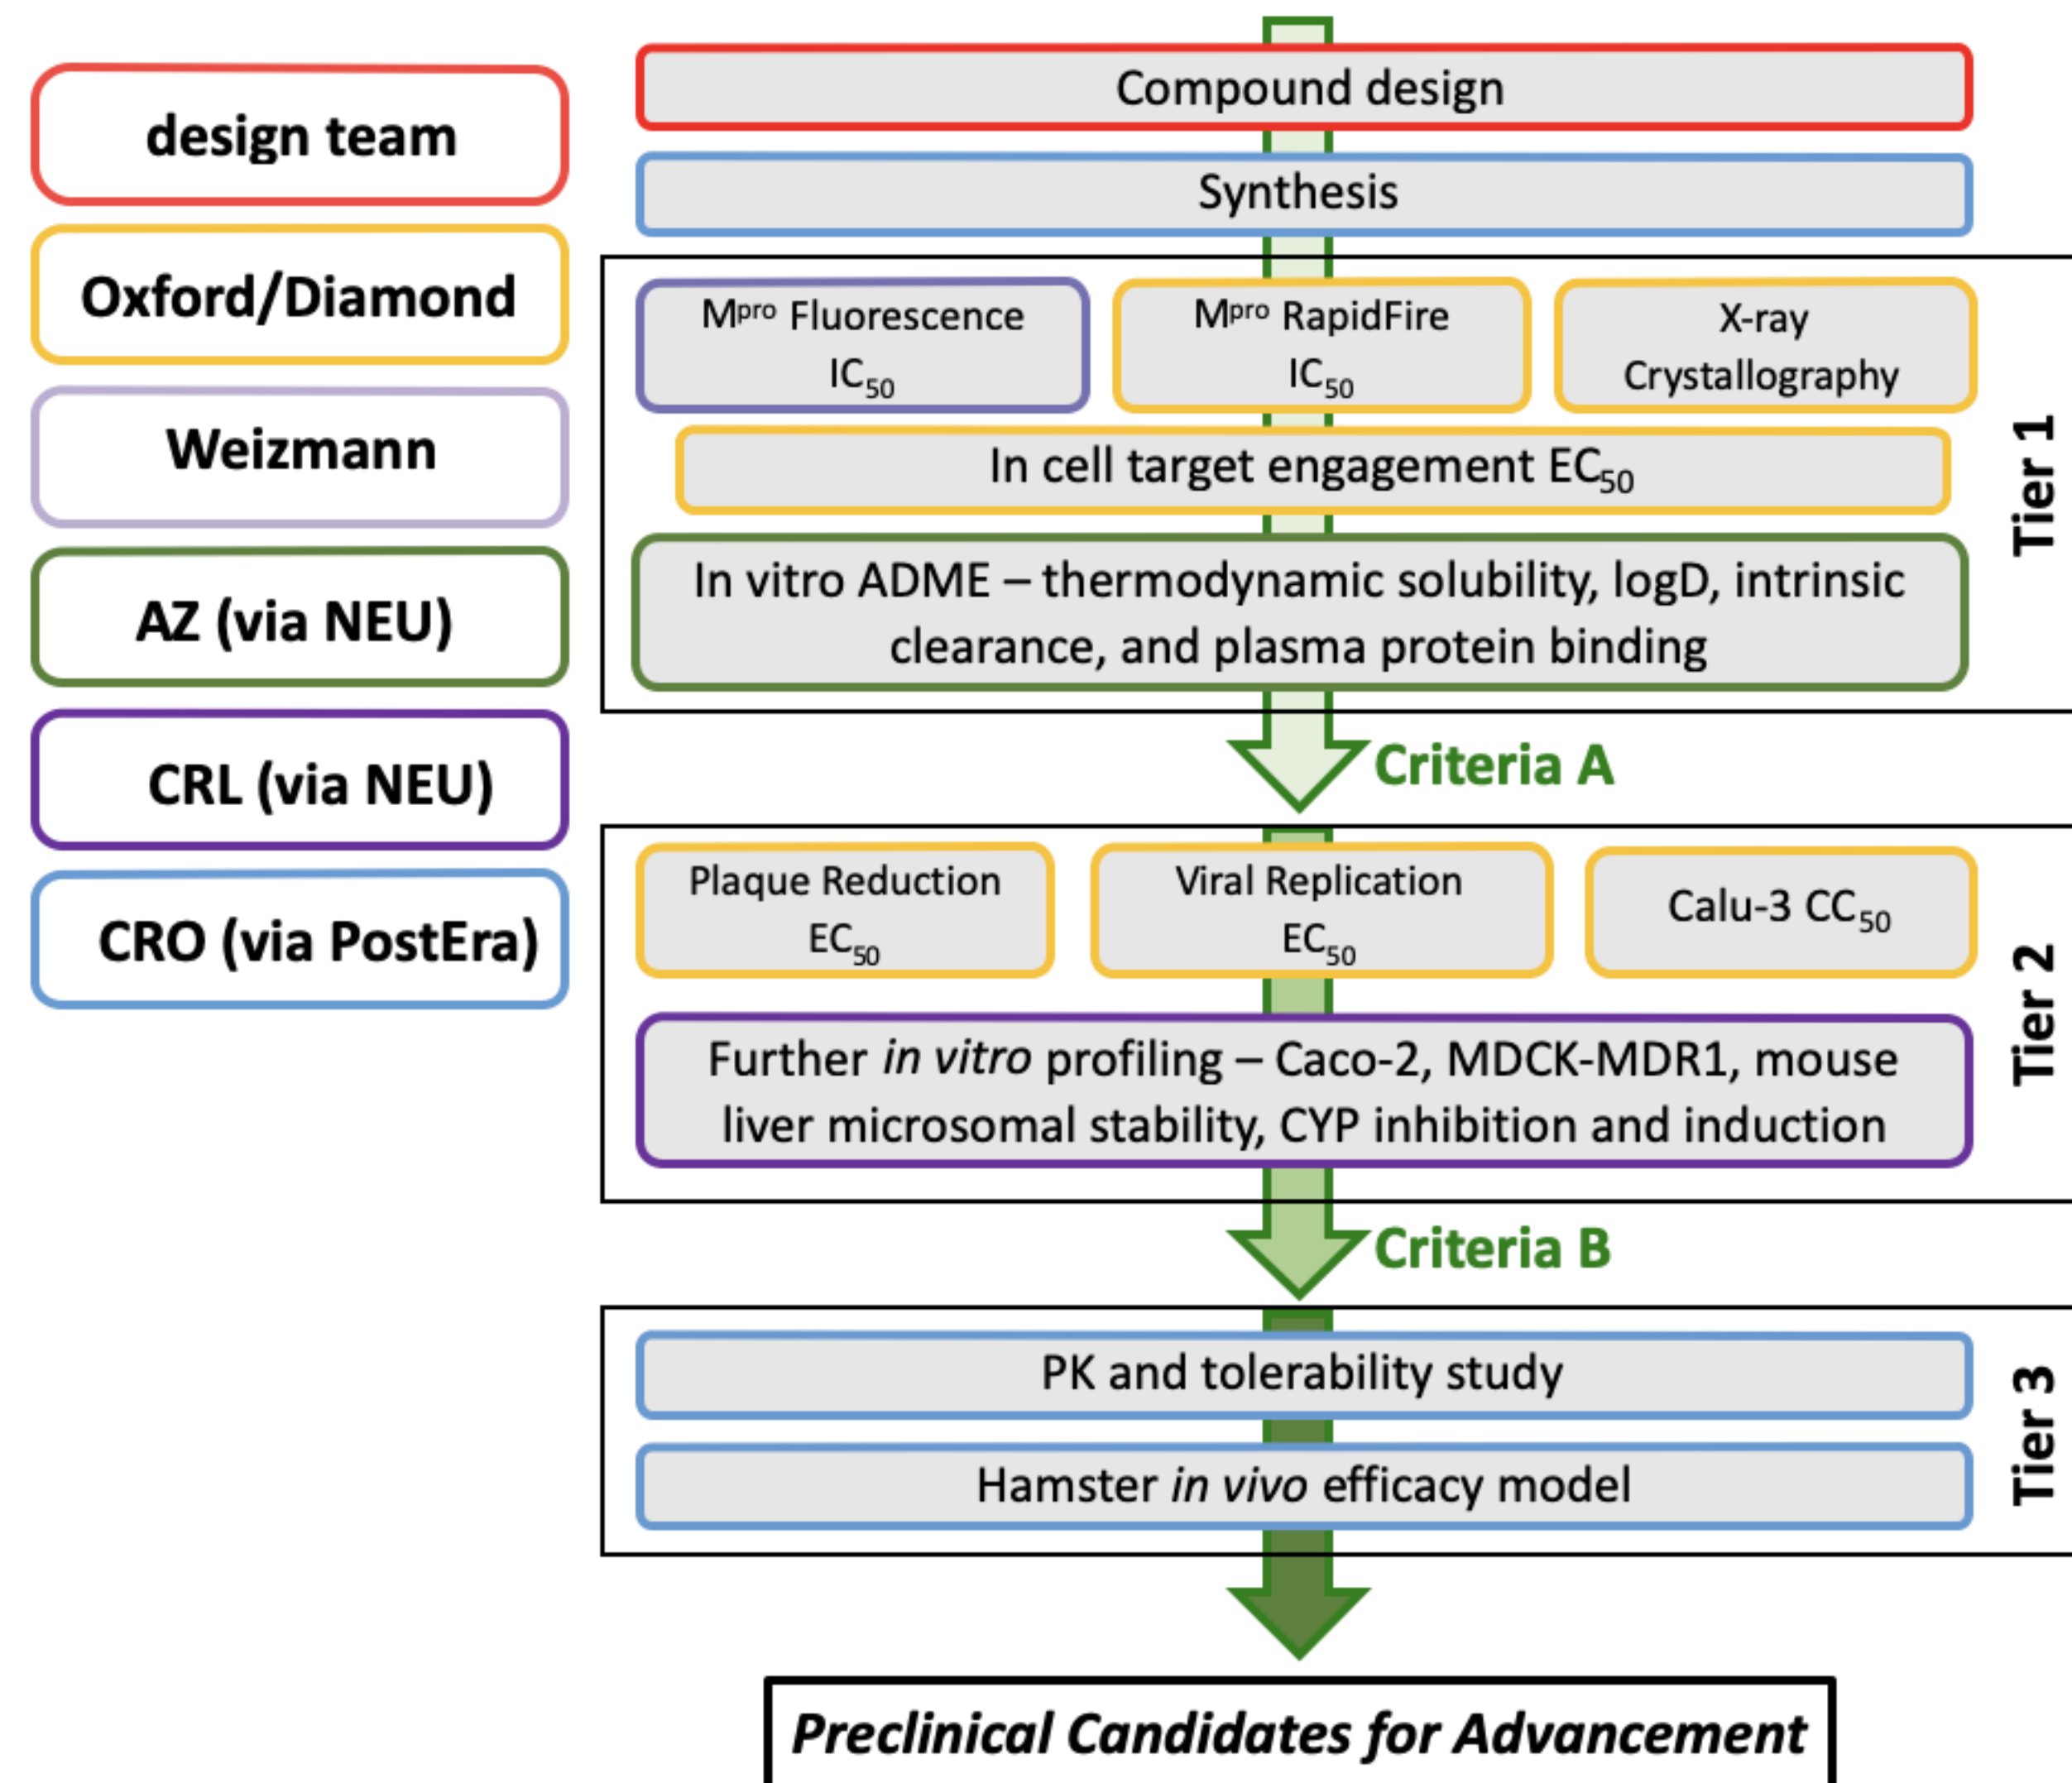 design team
Oxford/Diamond
Weizmann
AZ (via NEU)
CRL (via NEU)
CRO (via PostEra)
Compound design
Synthesis
Mᵖʳᵒ Fluorescence
IC₅₀
Mᵖʳᵒ RapidFire
IC₅₀
X-ray
Crystallography
In cell target engagement EC₅₀
In vitro ADME – thermodynamic solubility, logD, intrinsic
clearance, and plasma protein binding
Tier 1
Criteria A
Plaque Reduction
EC₅₀
Viral Replication
EC₅₀
Calu-3 CC₅₀
Further in vitro profiling – Caco-2, MDCK-MDR1, mouse
liver microsomal stability, CYP inhibition and induction
Tier 2
Criteria B
PK and tolerability study
Hamster in vivo efficacy model
Tier 3
Preclinical Candidates for Advancement